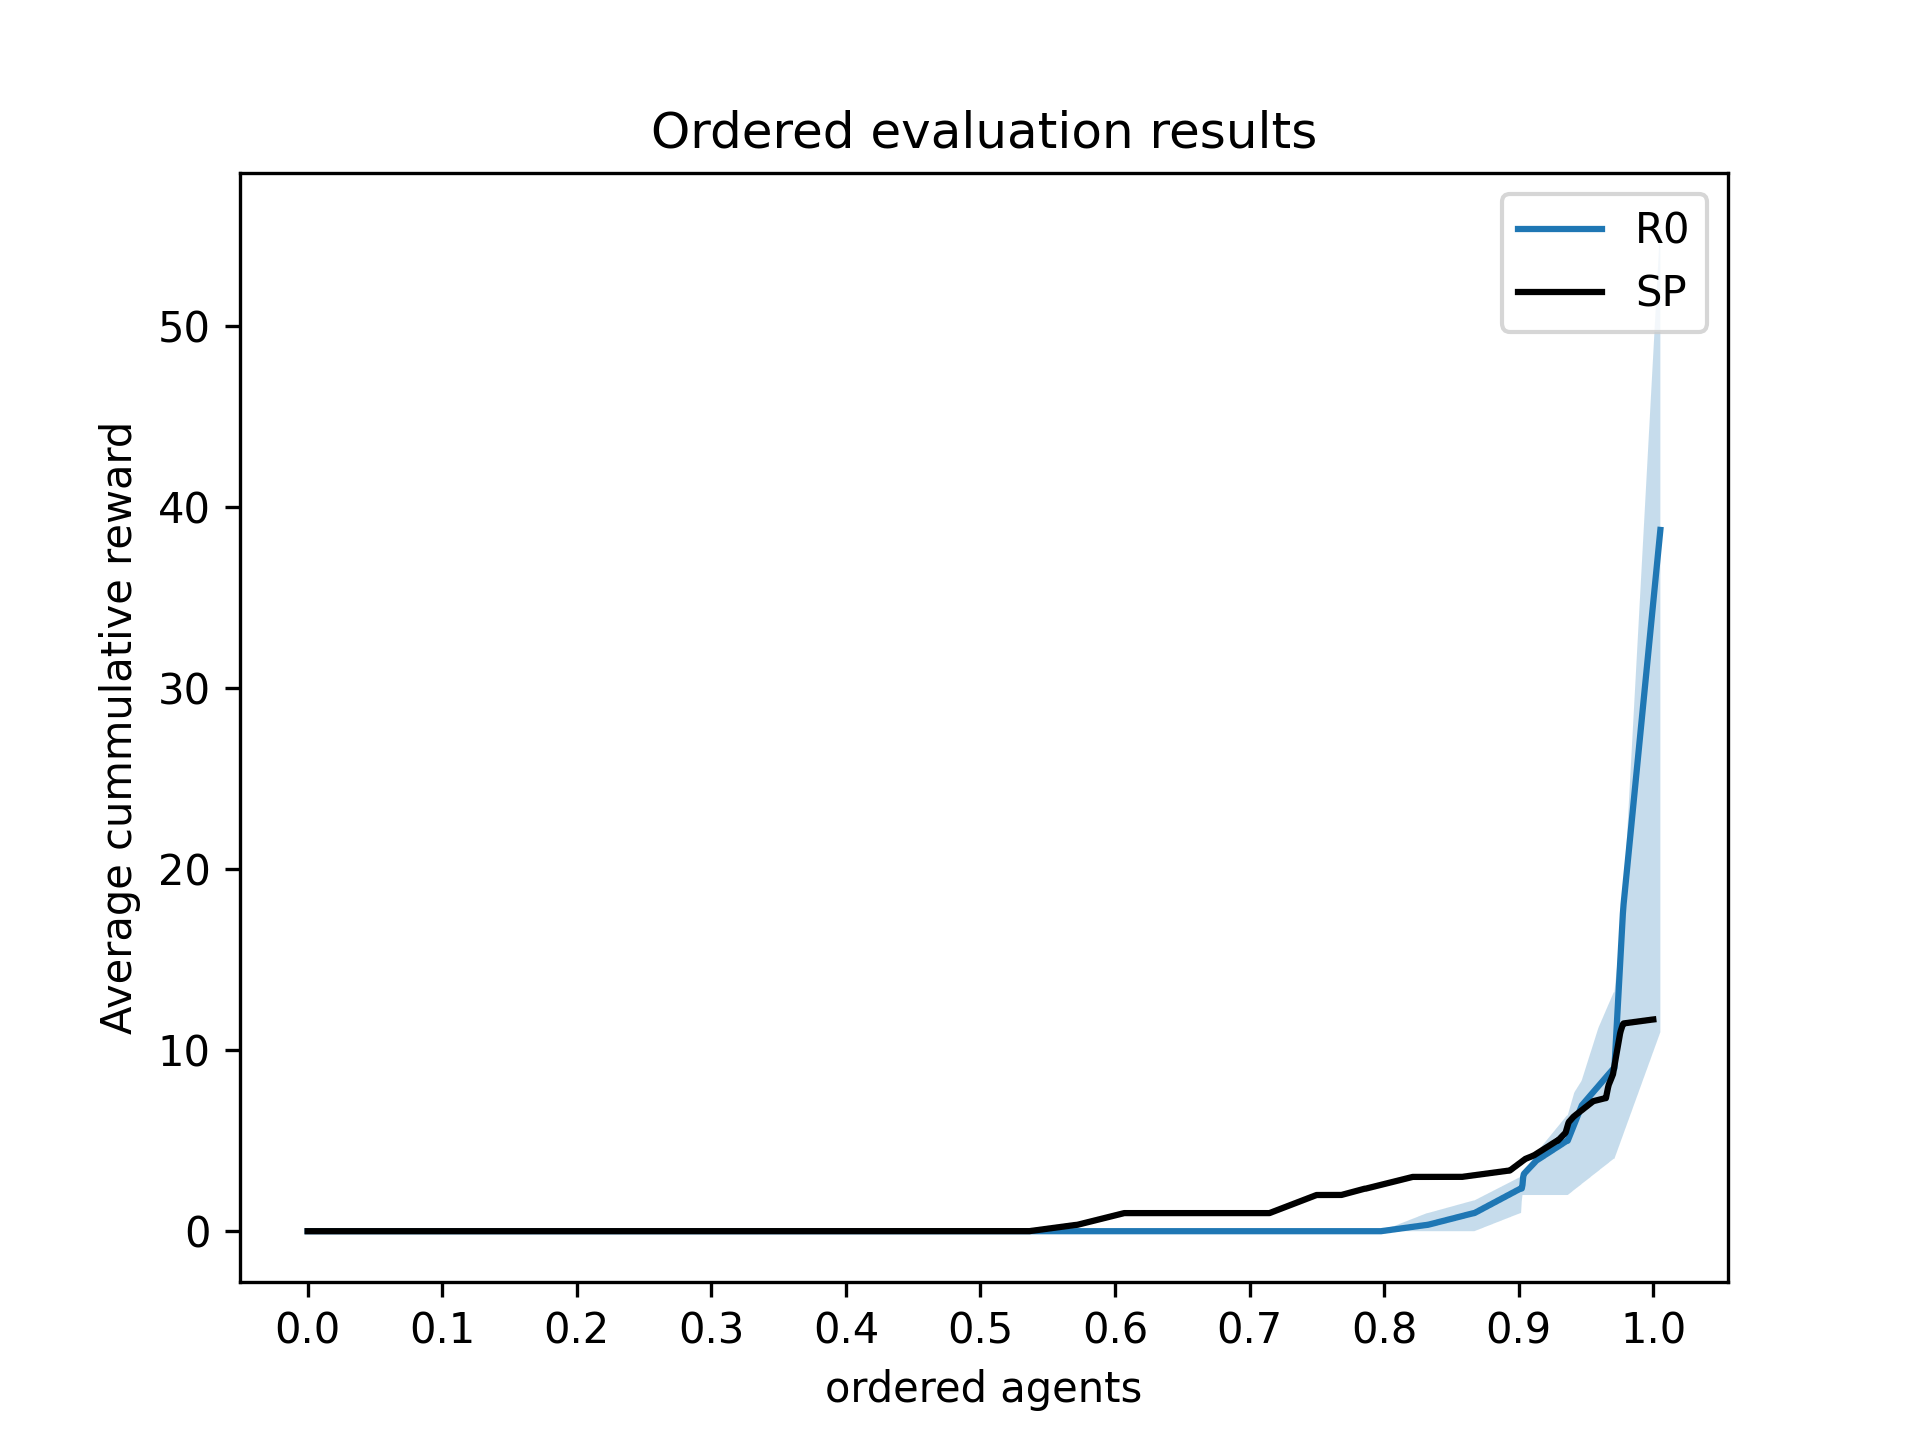 Ordered evaluation results
R0
SP
Average cummulative reward
50
40
30
20
10
0
0.0 0.1 0.2 0.3 0.4 0.5 0.6 0.7 0.8 0.9 1.0
ordered agents